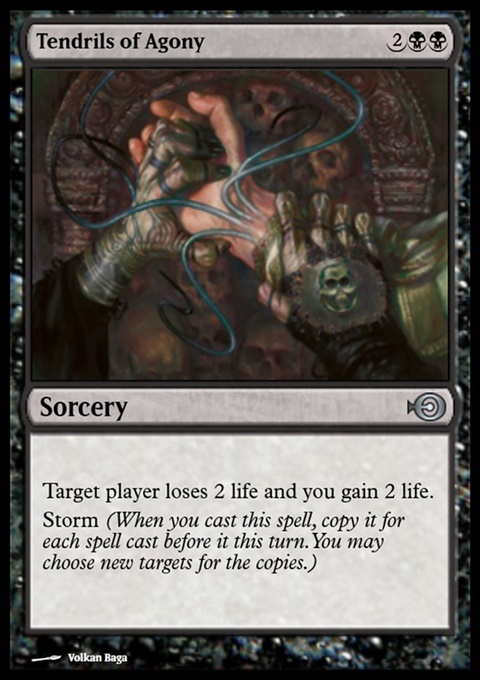 Tendrils of Agony 2
Sorcery
Target player loses 2 life and you gain 2 life.
Storm (When you cast this spell, copy it for
each spell cast before it this turn. You may
choose new targets for the copies.)
Volkan Baga